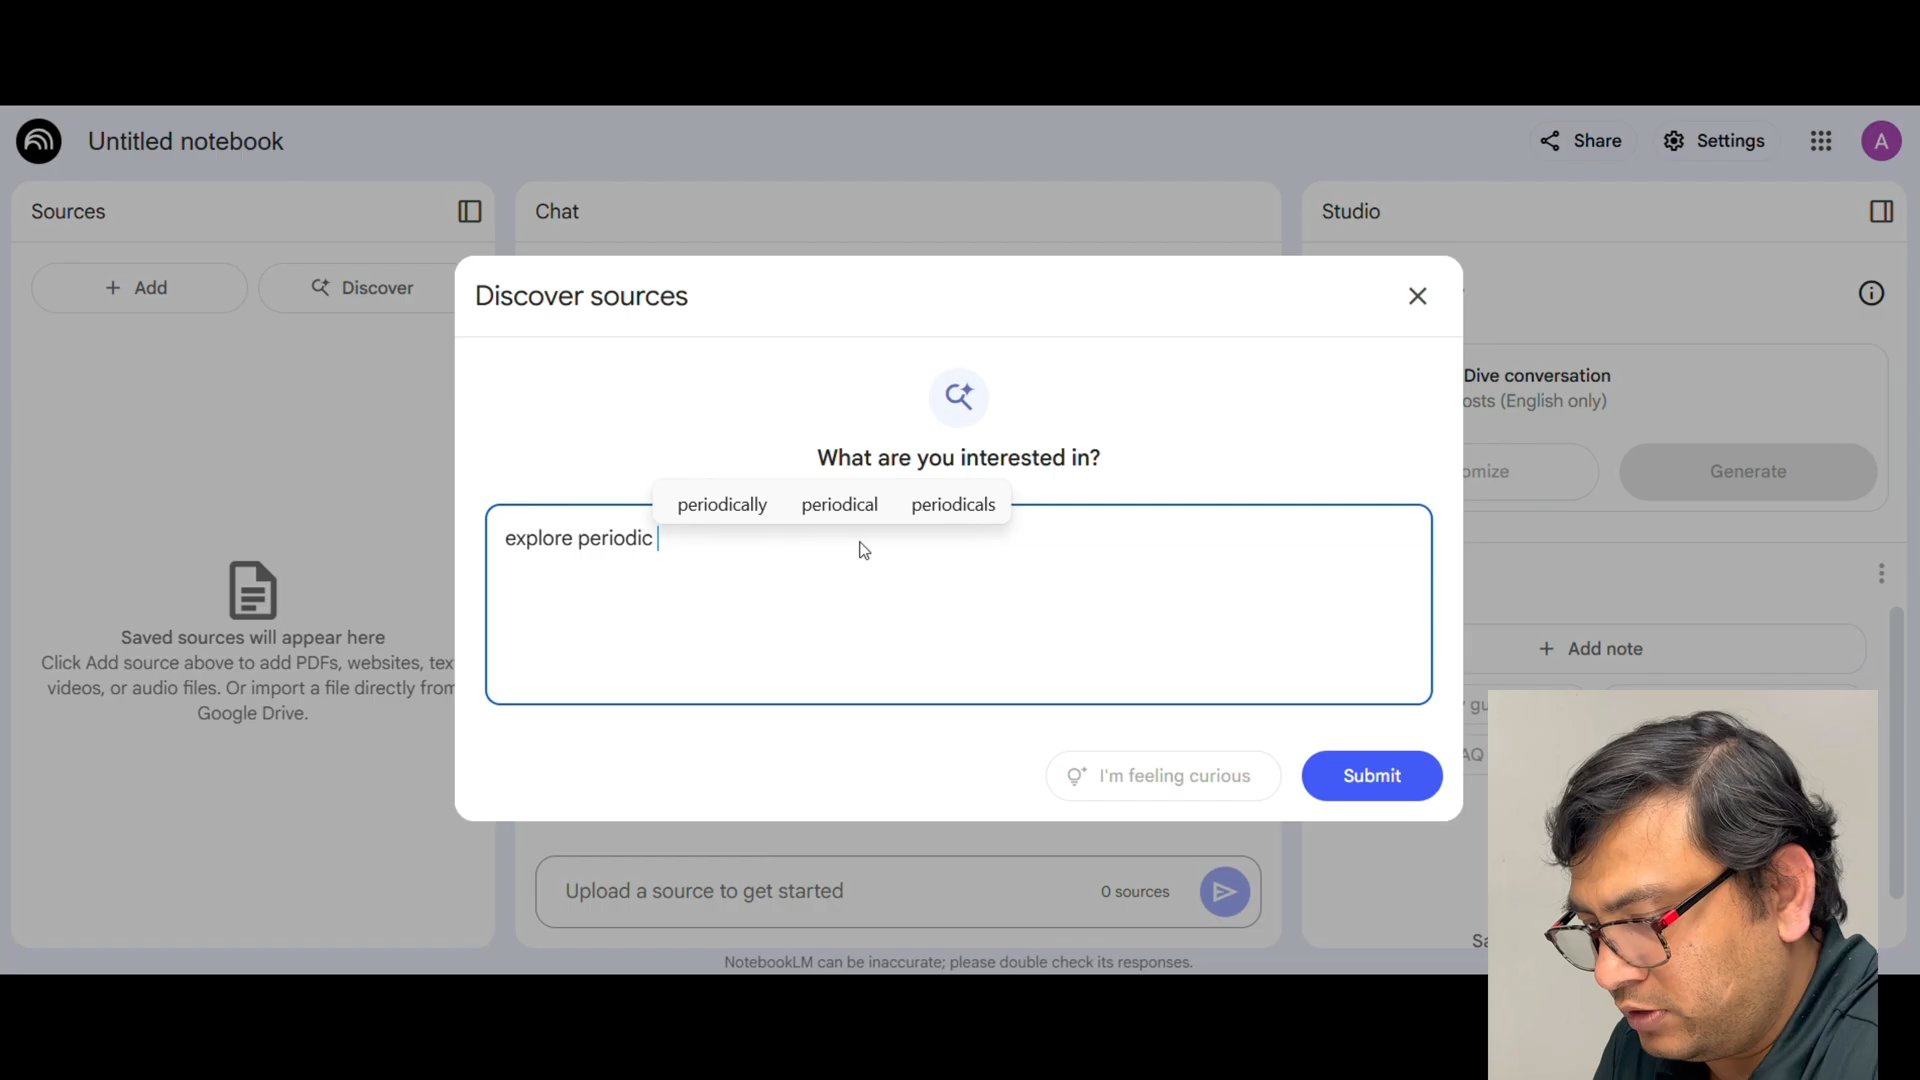 Untitled notebook
Share
Settings
A
Sources
Chat
Studio
Add
Discover
Discover sources
What are you interested in?
periodically periodical periodicals
explore periodic
I'm feeling curious
Submit
Saved sources will appear here
Click Add source above to add PDFs, websites, tex
videos, or audio files. Or import a file directly from
Google Drive.
Dive conversation
osts (English only)
omize
Generate
Add note
gu
AQ
Sa
Upload a source to get started
0 sources
NotebookLM can be inaccurate; please double check its responses.